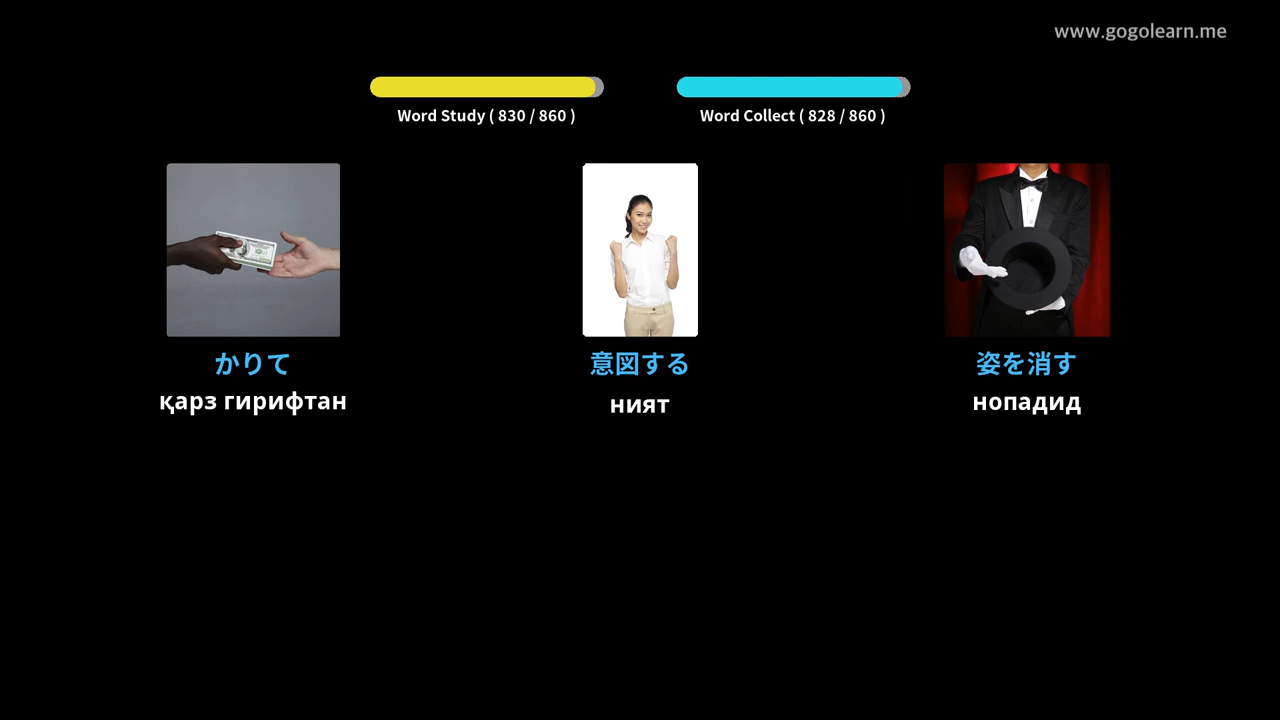 www.gogolearn.me
Word Study ( 830 / 860 )
Word Collect ( 828 / 860 )
かりて
意図する
姿を消す
қарз гирифтан
ният
нопадид